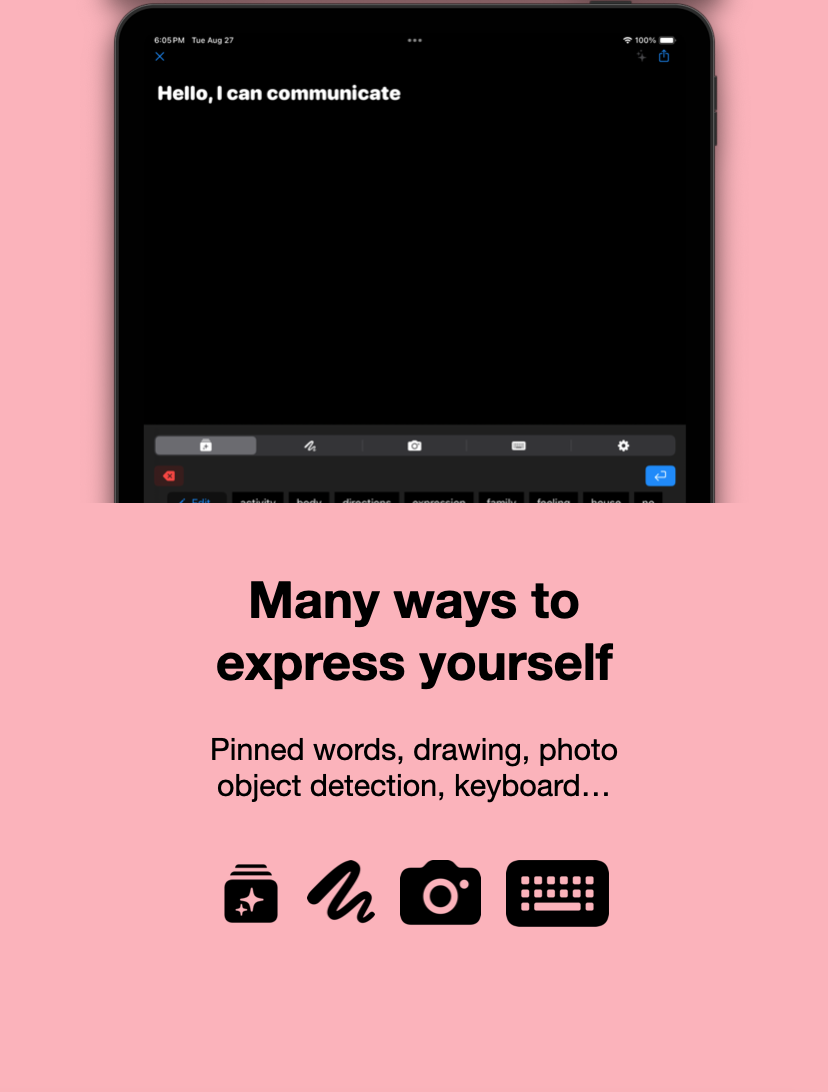 6:05 PM Tue Aug 27
100%
Hello, I can communicate
Edit activity body directions expression family feeling house no
Many ways to
express yourself
Pinned words, drawing, photo
object detection, keyboard…